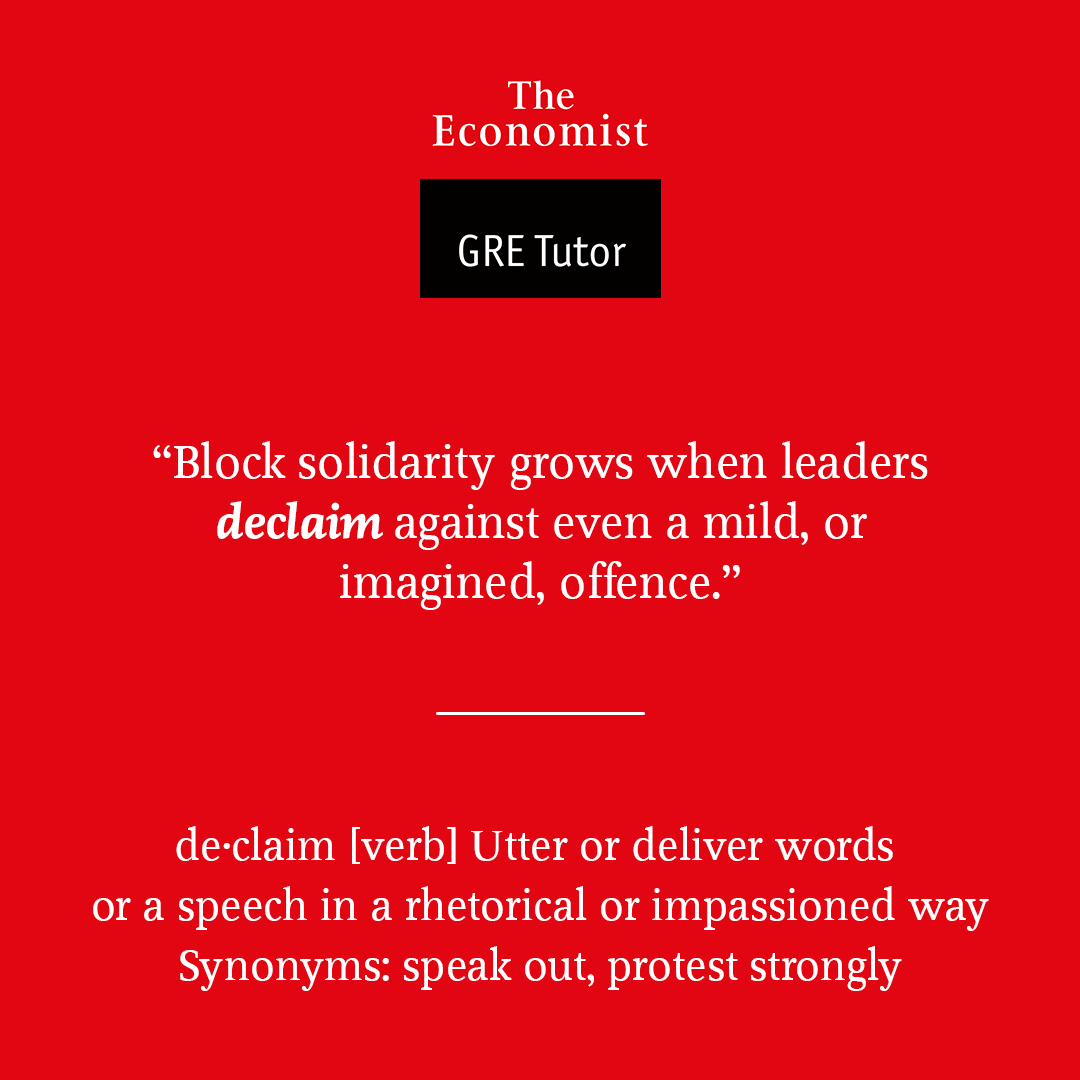 The
Economist
GRE Tutor
“Block solidarity grows when leaders
declaim against even a mild, or
imagined, offence.”
de·claim [verb] Utter or deliver words
or a speech in a rhetorical or impassioned way
Synonyms: speak out, protest strongly